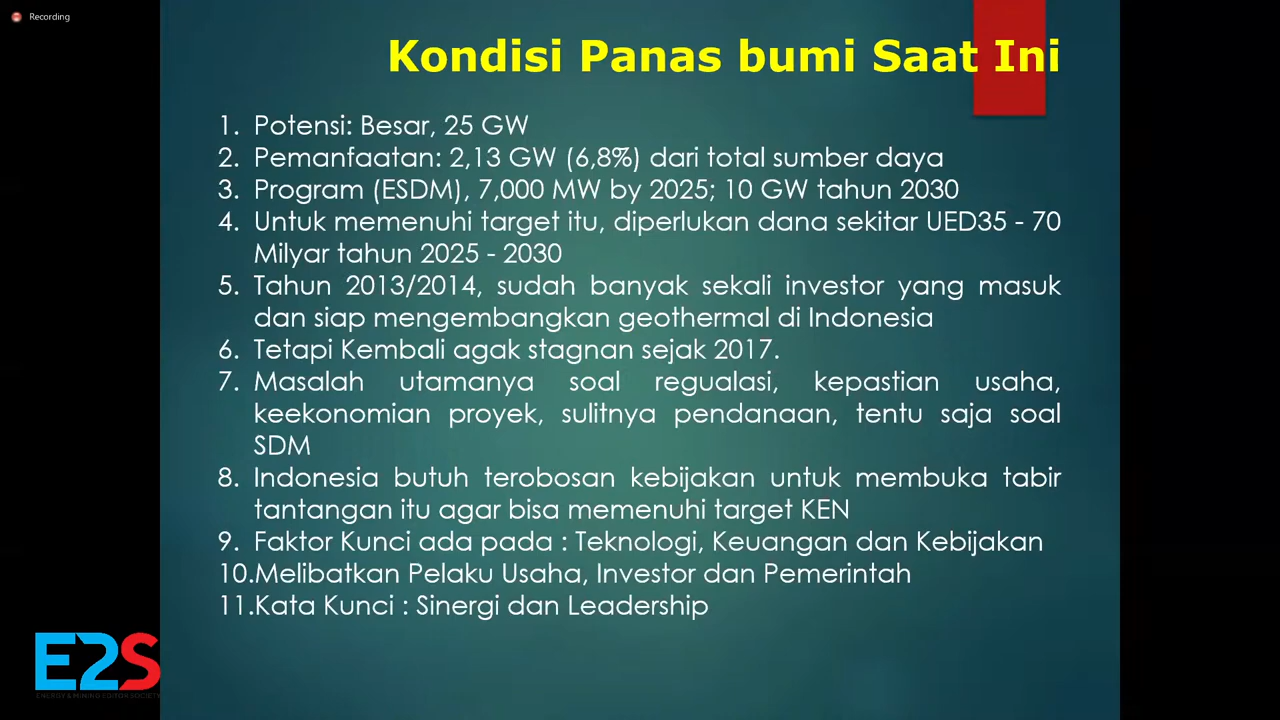 Recording
Kondisi Panas bumi Saat Ini
1. Potensi: Besar, 25 GW
2. Pemanfaatan: 2,13 GW (6,8%) dari total sumber daya
3. Program (ESDM), 7,000 MW by 2025; 10 GW tahun 2030
4. Untuk memenuhi target itu, diperlukan dana sekitar UED35 - 70
Milyar tahun 2025 - 2030
5. Tahun 2013/2014, sudah banyak sekali investor yang masuk
dan siap mengembangkan geothermal di Indonesia
6. Tetapi Kembali agak stagnan sejak 2017.
7. Masalah utamanya soal regualasi, kepastian usaha,
keekonomian proyek, sulitnya pendanaan, tentu saja soal
SDM
8. Indonesia butuh terobosan kebijakan untuk membuka tabir
tantangan itu agar bisa memenuhi target KEN
9. Faktor Kunci ada pada : Teknologi, Keuangan dan Kebijakan
10.Melibatkan Pelaku Usaha, Investor dan Pemerintah
11.Kata Kunci : Sinergi dan Leadership
E2S
ENERGY & MINING EDITOR SOCIETY